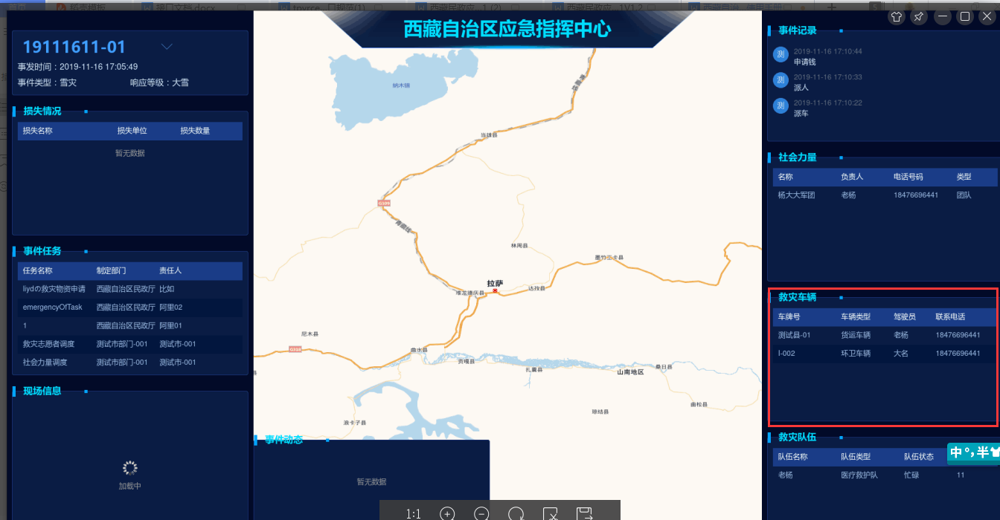 西藏自治区应急指挥中心
19111611-01
事发时间：2019-11-16 17:05:49
事件类型：雪灾 响应等级：大雪
损失情况
损失名称 损失单位 损失数量
暂无数据
事件任务
任务名称 制定部门 责任人
liydの救灾物资申请 西藏自治区民政厅 比如
emergencyOfTask 西藏自治区民政厅 阿里02
1 西藏自治区民政厅 阿里01
救灾志愿者调度 测试市部门-001 测试市-001
社会力量调度 测试市部门-001 测试市-001
现场信息
加载中
纳木错
青藏线
当雄县
G109
青藏线
林周县
墨竹工卡县
拉萨
达孜县
堆龙德庆县
尼木县
G318
曲水县
贡嘎县
扎囊县
桑日县
山南地区
曲松县
琼结县
浪卡子县
县
事件动态
暂无数据
1:1
事件记录
测 2019-11-16 17:10:44
申请钱
测 2019-11-16 17:10:33
派人
测 2019-11-16 17:10:22
派车
社会力量
名称 负责人 电话号码 类型
杨大大军团 老杨 18476696441 团队
救灾车辆
车牌号 车辆类型 驾驶员 联系电话
测试县-01 货运车辆 老杨 18476696441
I-002 环卫车辆 大名 18476696441
救灾队伍
队伍名称 队伍类型 队伍状态
老杨 医疗救护队 忙碌 11
中°,半